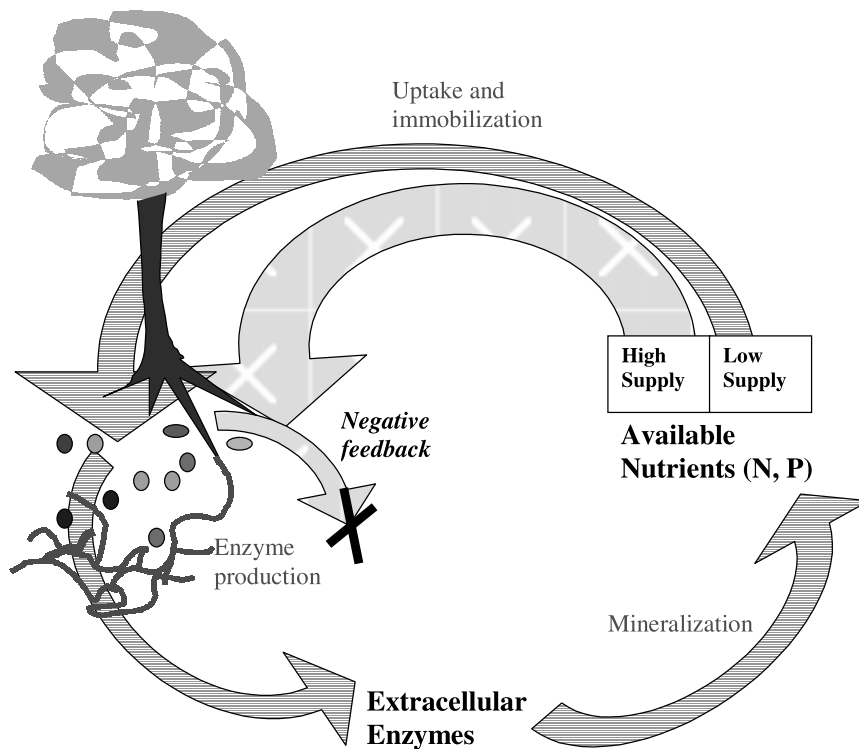 Uptake and
immobilization
High
Supply
Low
Supply
Available
Nutrients (N, P)
Negative
feedback
Enzyme
production
Mineralization
Extracellular
Enzymes